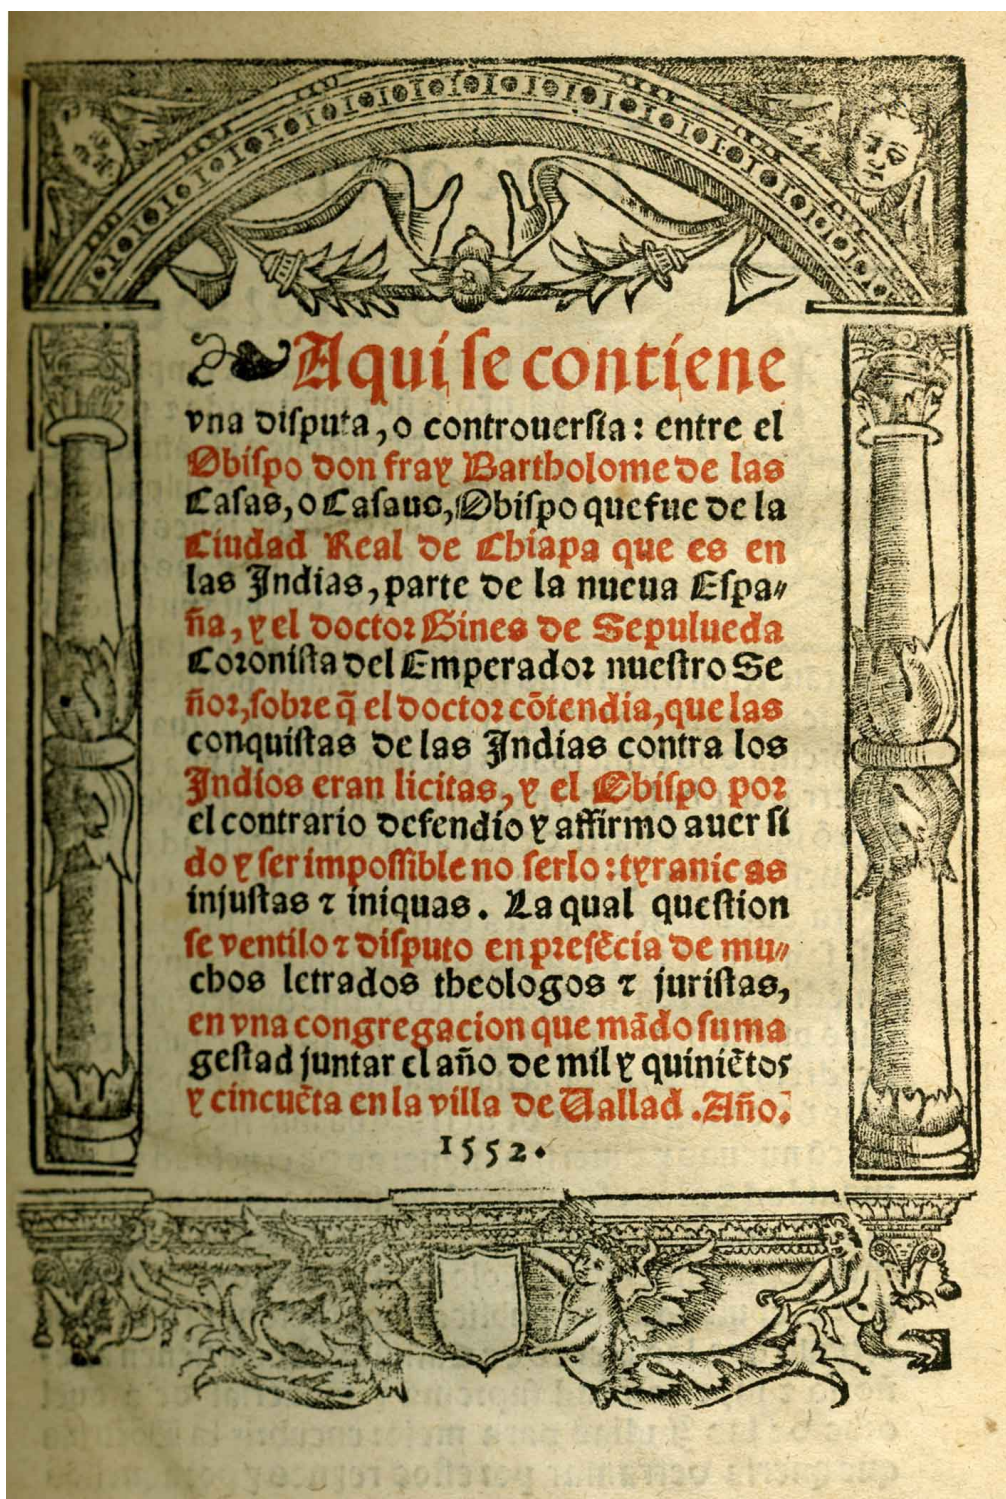 Aqui se contiene
vna disputa, o controuersia: entre el
Obispo don fray Bartholome de las
Casas, o Casaus, Obispo que fue de la
Ciudad Real de Chiapa que es en
las Indias, parte de la nueua Espa-
ña, y el doctor Gines de Sepulueda
Coronista del Emperador nuestro Se
ñor, sobre q̃ el doctor cõtendia, que las
conquistas de las Indias contra los
Indios eran licitas, y el Obispo por
el contrario defendio y affirmo auer si
do y ser impossible no serlo: tyranicas
injustas ⁊ iniquas. La qual question
se ventilo ⁊ disputo en presẽcia de mu-
chos letrados theologos ⁊ juristas,
en vna congregacion que mãdo su ma
gestad juntar el año de mil y quiniẽtos
y cincuẽta en la villa de Vallad. Año.
1552.